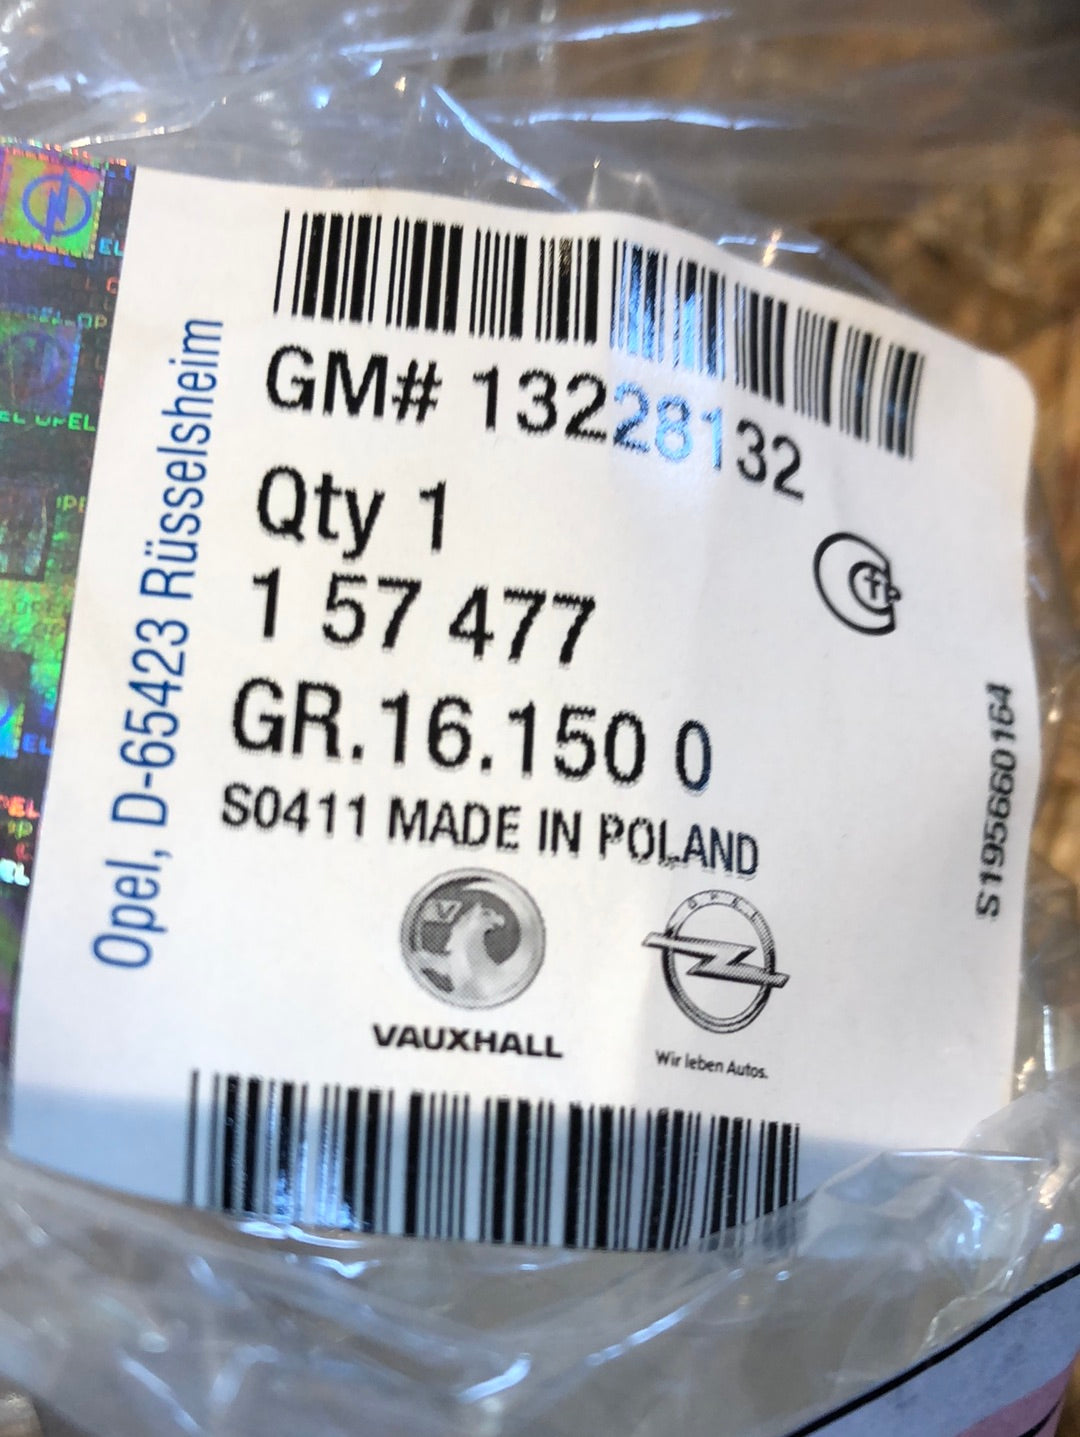 GM# 13228132
Qty 1
1 57 477
GR.16.150 0
S0411 MADE IN POLAND
VAUXHALL
OPEL
Wir leben Autos.
Opel, D-65423 Rüsselsheim
S195660164